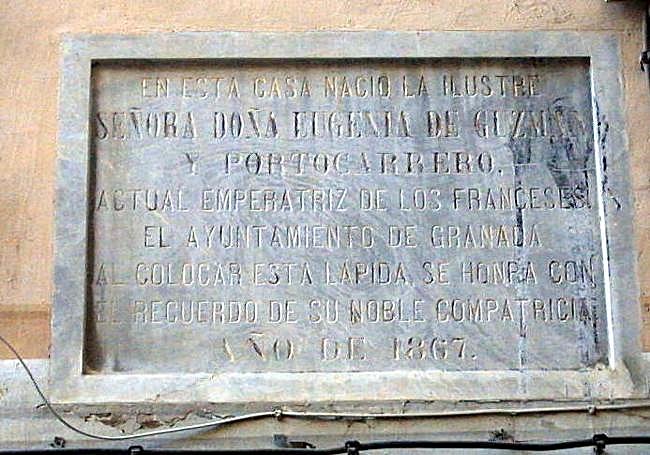 EN ESTA CASA NACIO LA ILUSTRE
SEÑORA DOÑA EUGENIA DE GUZMAN
Y PORTOCARRERO.
ACTUAL EMPERATRIZ DE LOS FRANCESES.
EL AYUNTAMIENTO DE GRANADA
AL COLOCAR ESTA LAPIDA SE HONRA CON
EL RECUERDO DE SU NOBLE COMPATRICIA.
AÑO DE 1867.